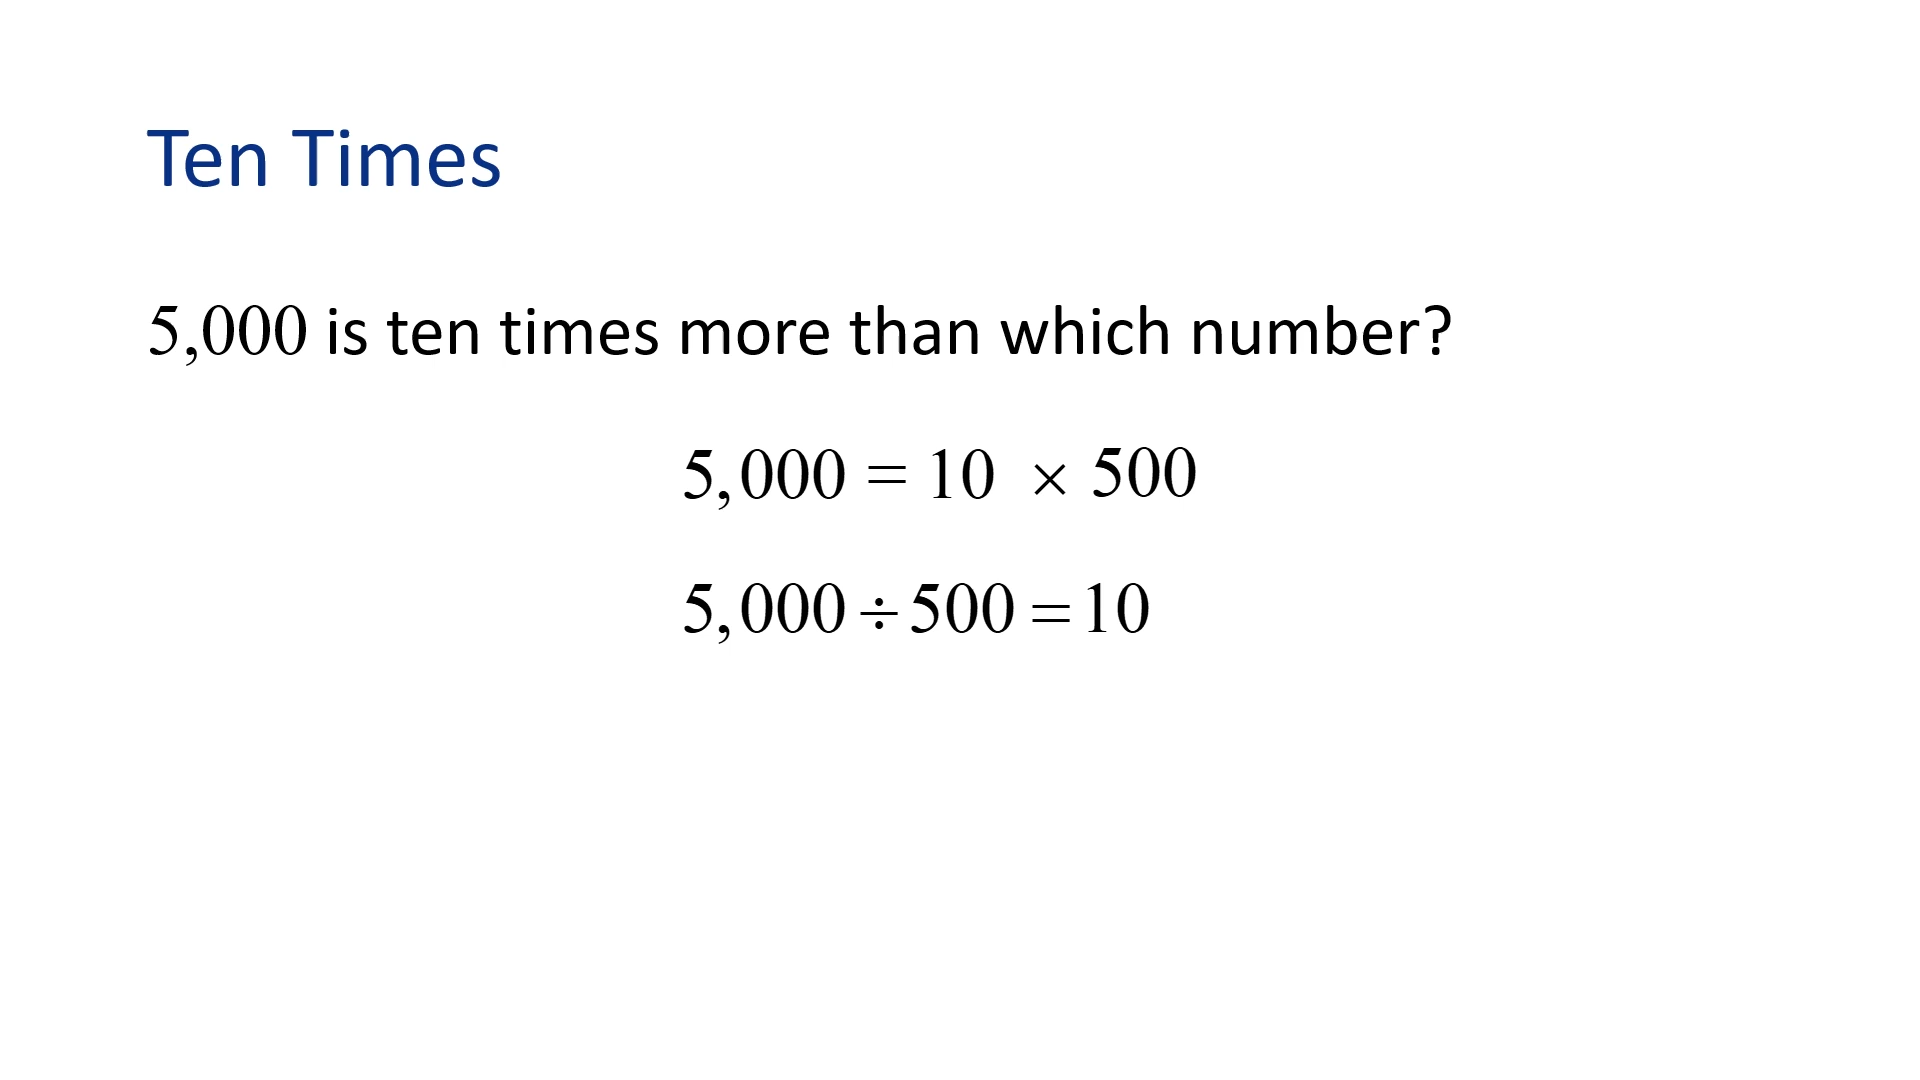 Ten Times
5,000 is ten times more than which number?
5,000 = 10 × 500
5,000 ÷ 500 = 10